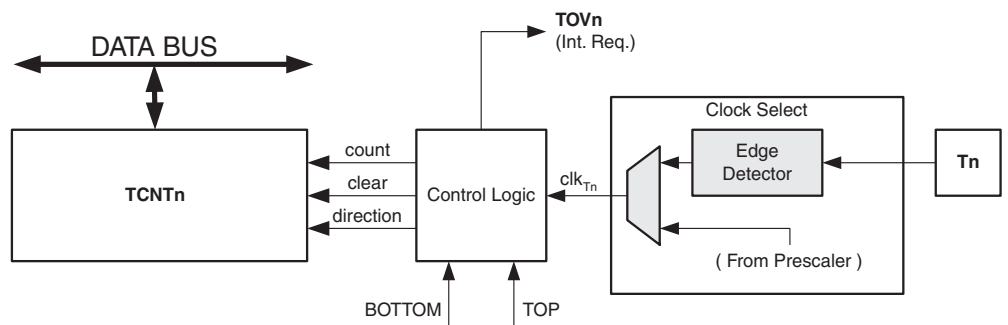 TOVn
(Int. Req.)
DATA BUS
Clock Select
count
clear
direction
TCNTn
Control Logic
clkTn
Edge
Detector
Tn
( From Prescaler )
BOTTOM
TOP